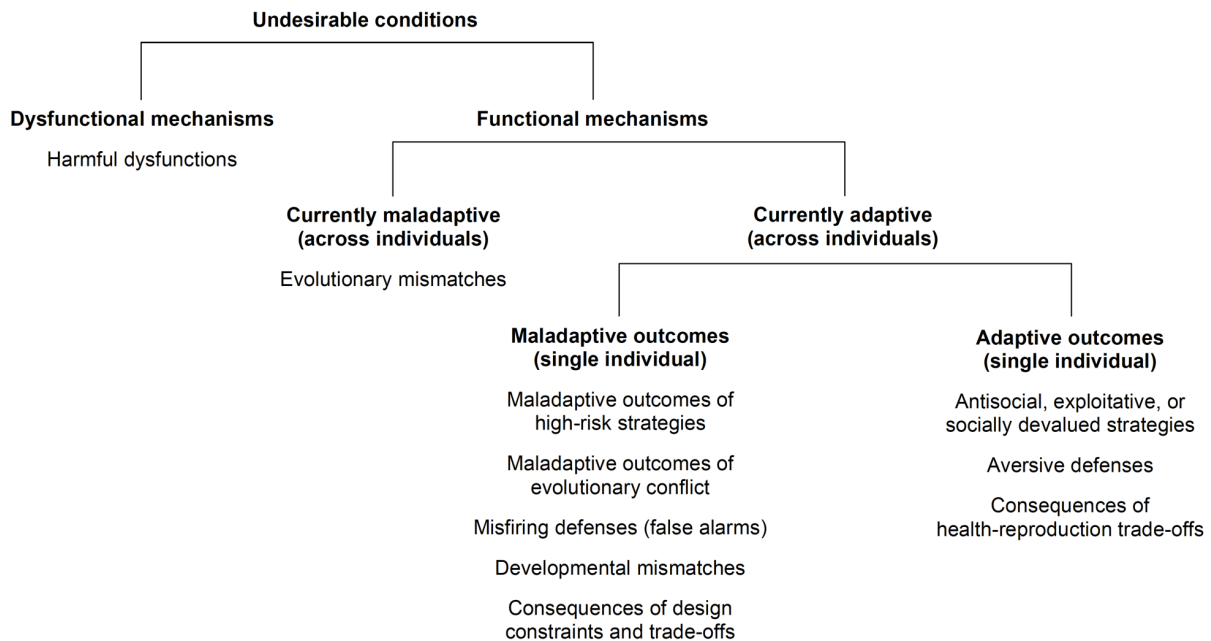 Undesirable conditions
Dysfunctional mechanisms
Harmful dysfunctions
Functional mechanisms
Currently maladaptive
(across individuals)
Evolutionary mismatches
Currently adaptive
(across individuals)
Maladaptive outcomes
(single individual)
Maladaptive outcomes of
high-risk strategies
Maladaptive outcomes of
evolutionary conflict
Misfiring defenses (false alarms)
Developmental mismatches
Consequences of design
constraints and trade-offs
Adaptive outcomes
(single individual)
Antisocial, exploitative, or
socially devalued strategies
Aversive defenses
Consequences of
health-reproduction trade-offs